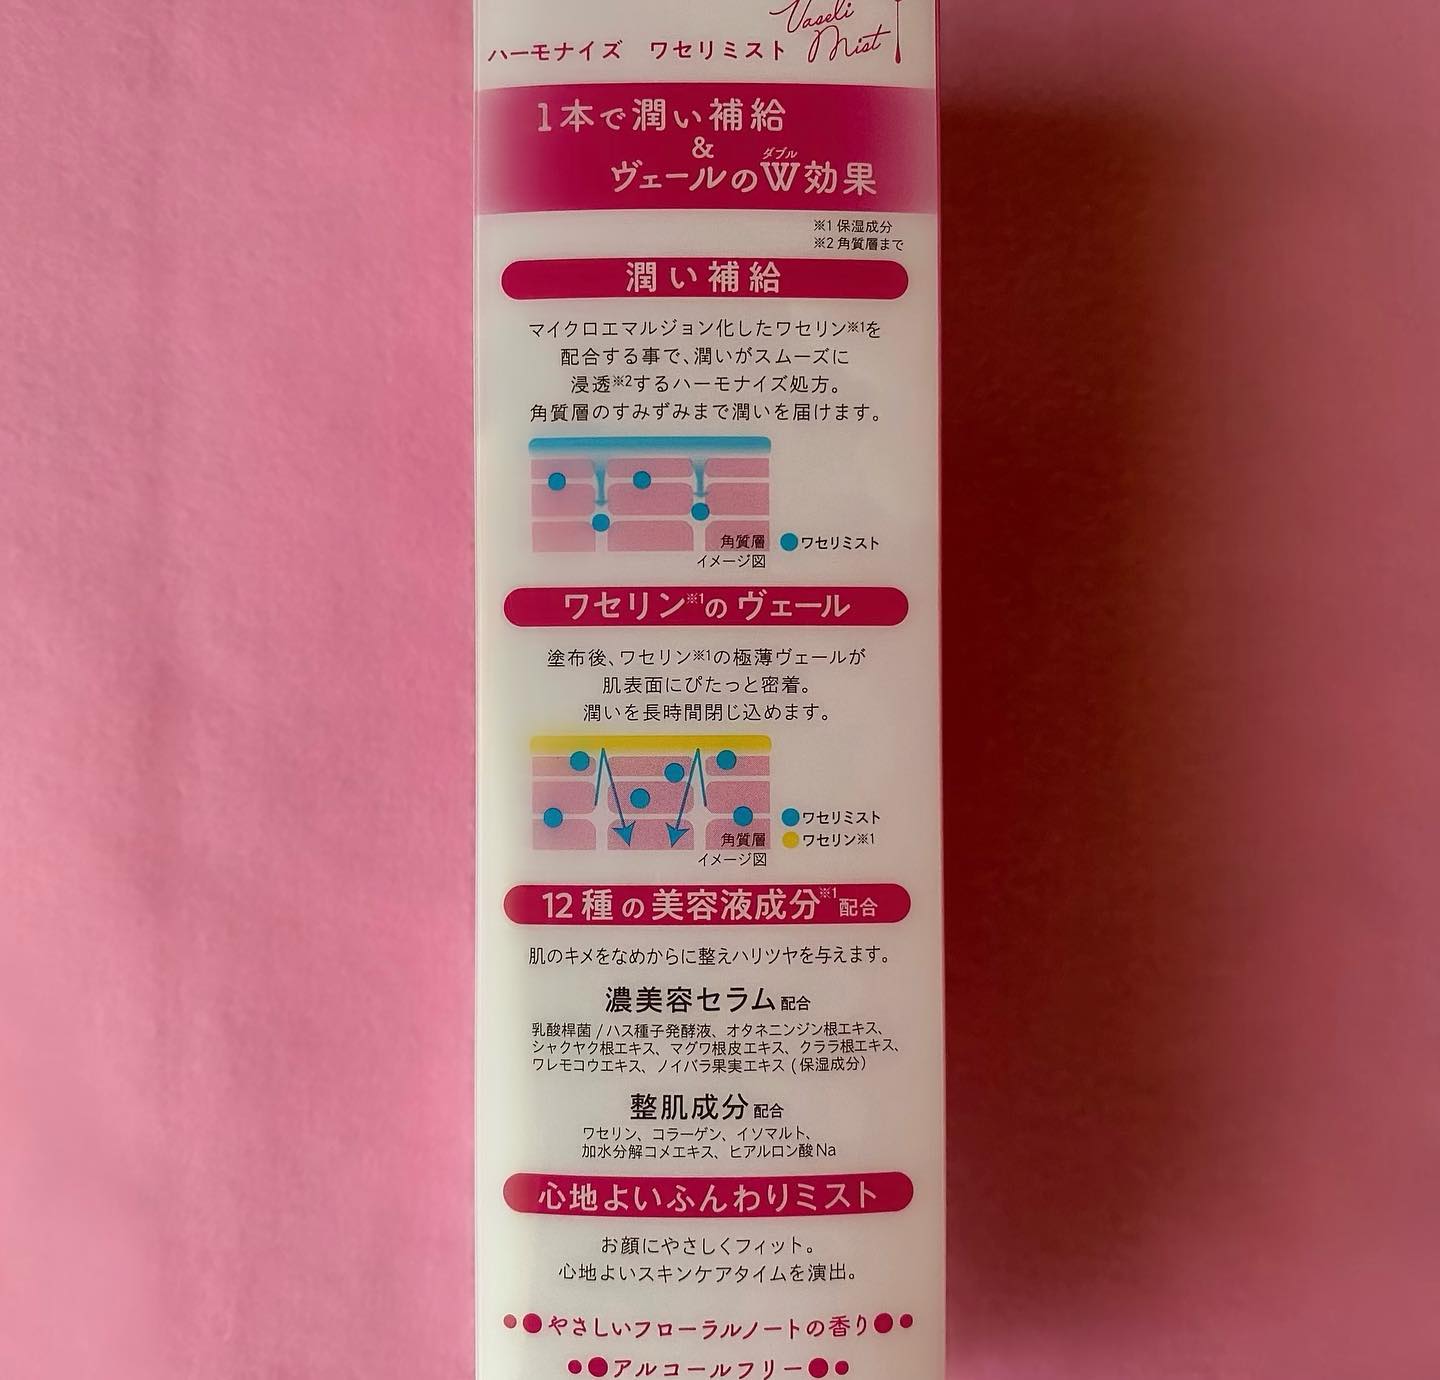 Vaseli
Mist
ハーモナイズ ワセリミスト
1本で潤い補給
&
ヴェールのW効果
ダブル
※1 保湿成分
※2 角質層まで
潤い補給
マイクロエマルジョン化したワセリン※1を
配合する事で、潤いがスムーズに
浸透※2するハーモナイズ処方。
角質層のすみずみまで潤いを届けます。
角質層
ワセリミスト
イメージ図
ワセリン※1のヴェール
塗布後、ワセリン※1の極薄ヴェールが
肌表面にぴたっと密着。
潤いを長時間閉じ込めます。
ワセリミスト
角質層
ワセリン※1
イメージ図
12種の美容液成分※1配合
肌のキメをなめからに整えハリツヤを与えます。
濃美容セラム配合
乳酸桿菌/ハス種子発酵液、オタネニンジン根エキス、
シャクヤク根エキス、マグワ根皮エキス、クララ根エキス、
ワレモコウエキス、ノイバラ果実エキス(保湿成分)
整肌成分配合
ワセリン、コラーゲン、イソマルト、
加水分解コメエキス、ヒアルロン酸Na
心地よいふんわりミスト
お顔にやさしくフィット。
心地よいスキンケアタイムを演出。
やさしいフローラルノートの香り
アルコールフリー